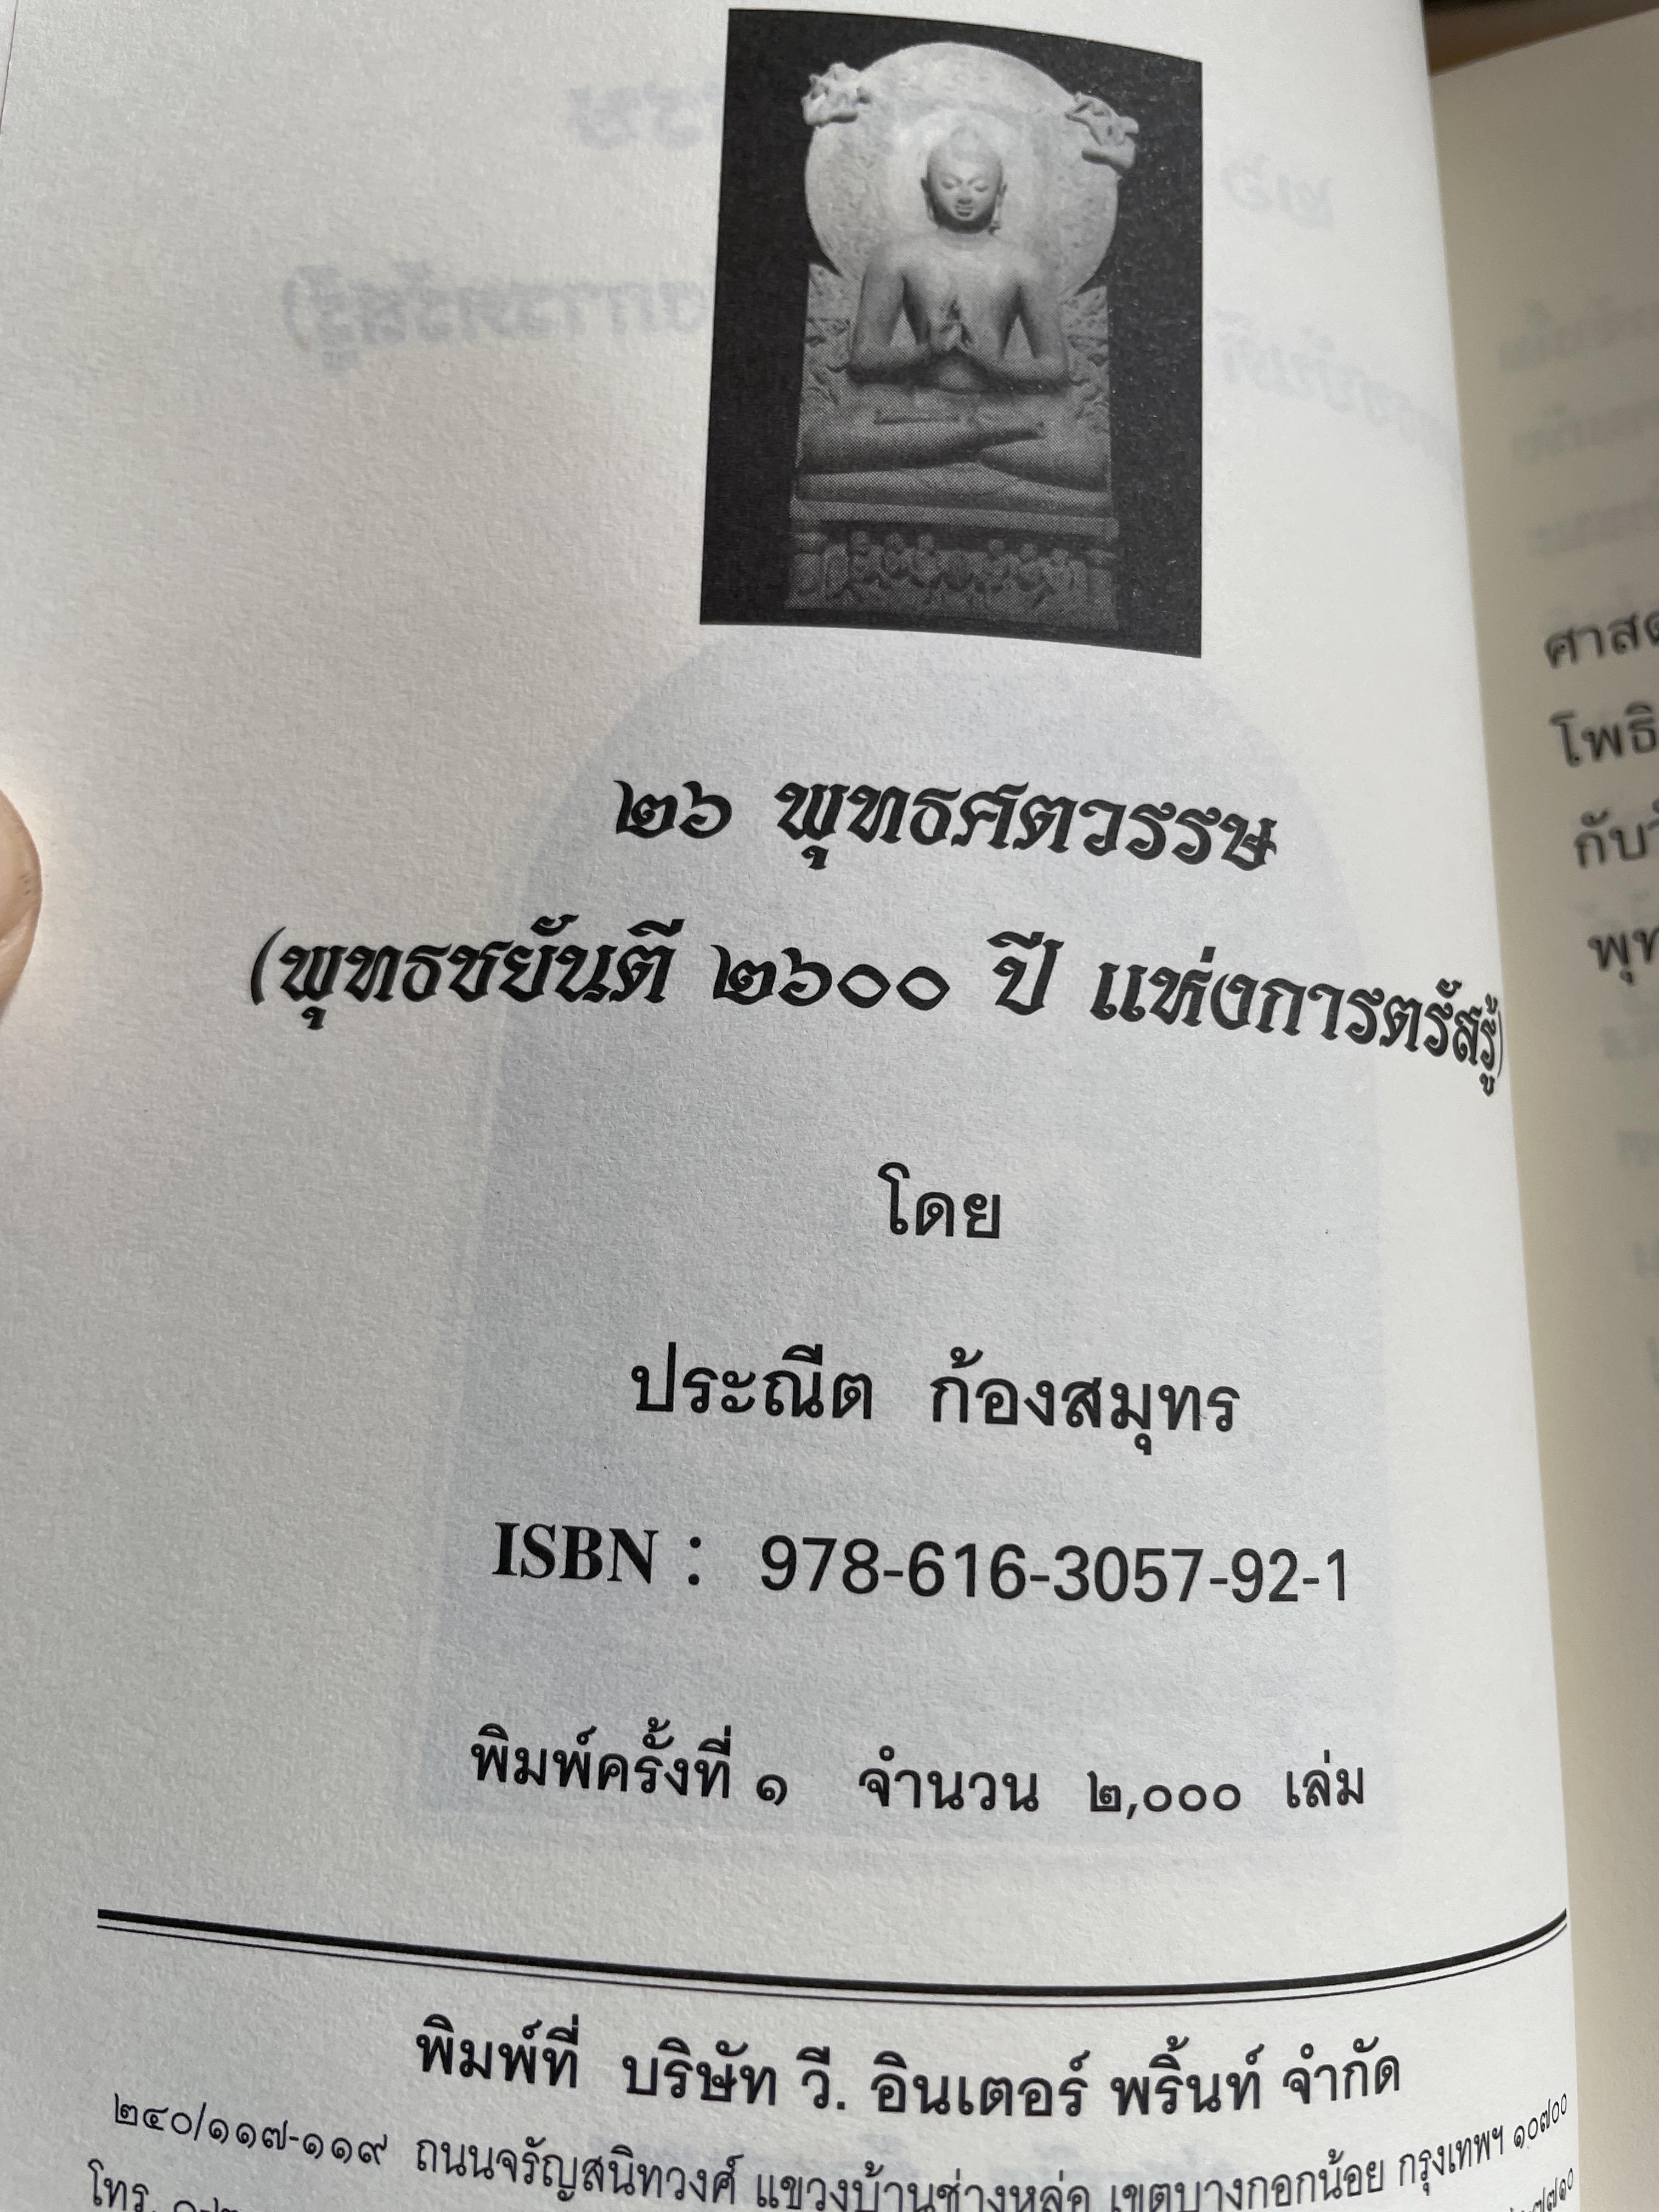 ๒๖ พุทธศตวรรษ
(พุทธชยันตี ๒๖๐๐ ปี แห่งการตรัสรู้)
โดย
ประณีต ก้องสมุทร
ISBN : 978-616-3057-92-1
พิมพ์ครั้งที่ ๑ จำนวน ๒,๐๐๐ เล่ม
พิมพ์ที่ บริษัท วี. อินเตอร์ พริ้นท์ จำกัด
๒๔๐/๑๑๗-๑๑๙ ถนนจรัญสนิทวงศ์ แขวงบ้านช่างหล่อ เขตบางกอกน้อย กรุงเทพฯ ๑๐๗๐๐
โทร.
โพธิ